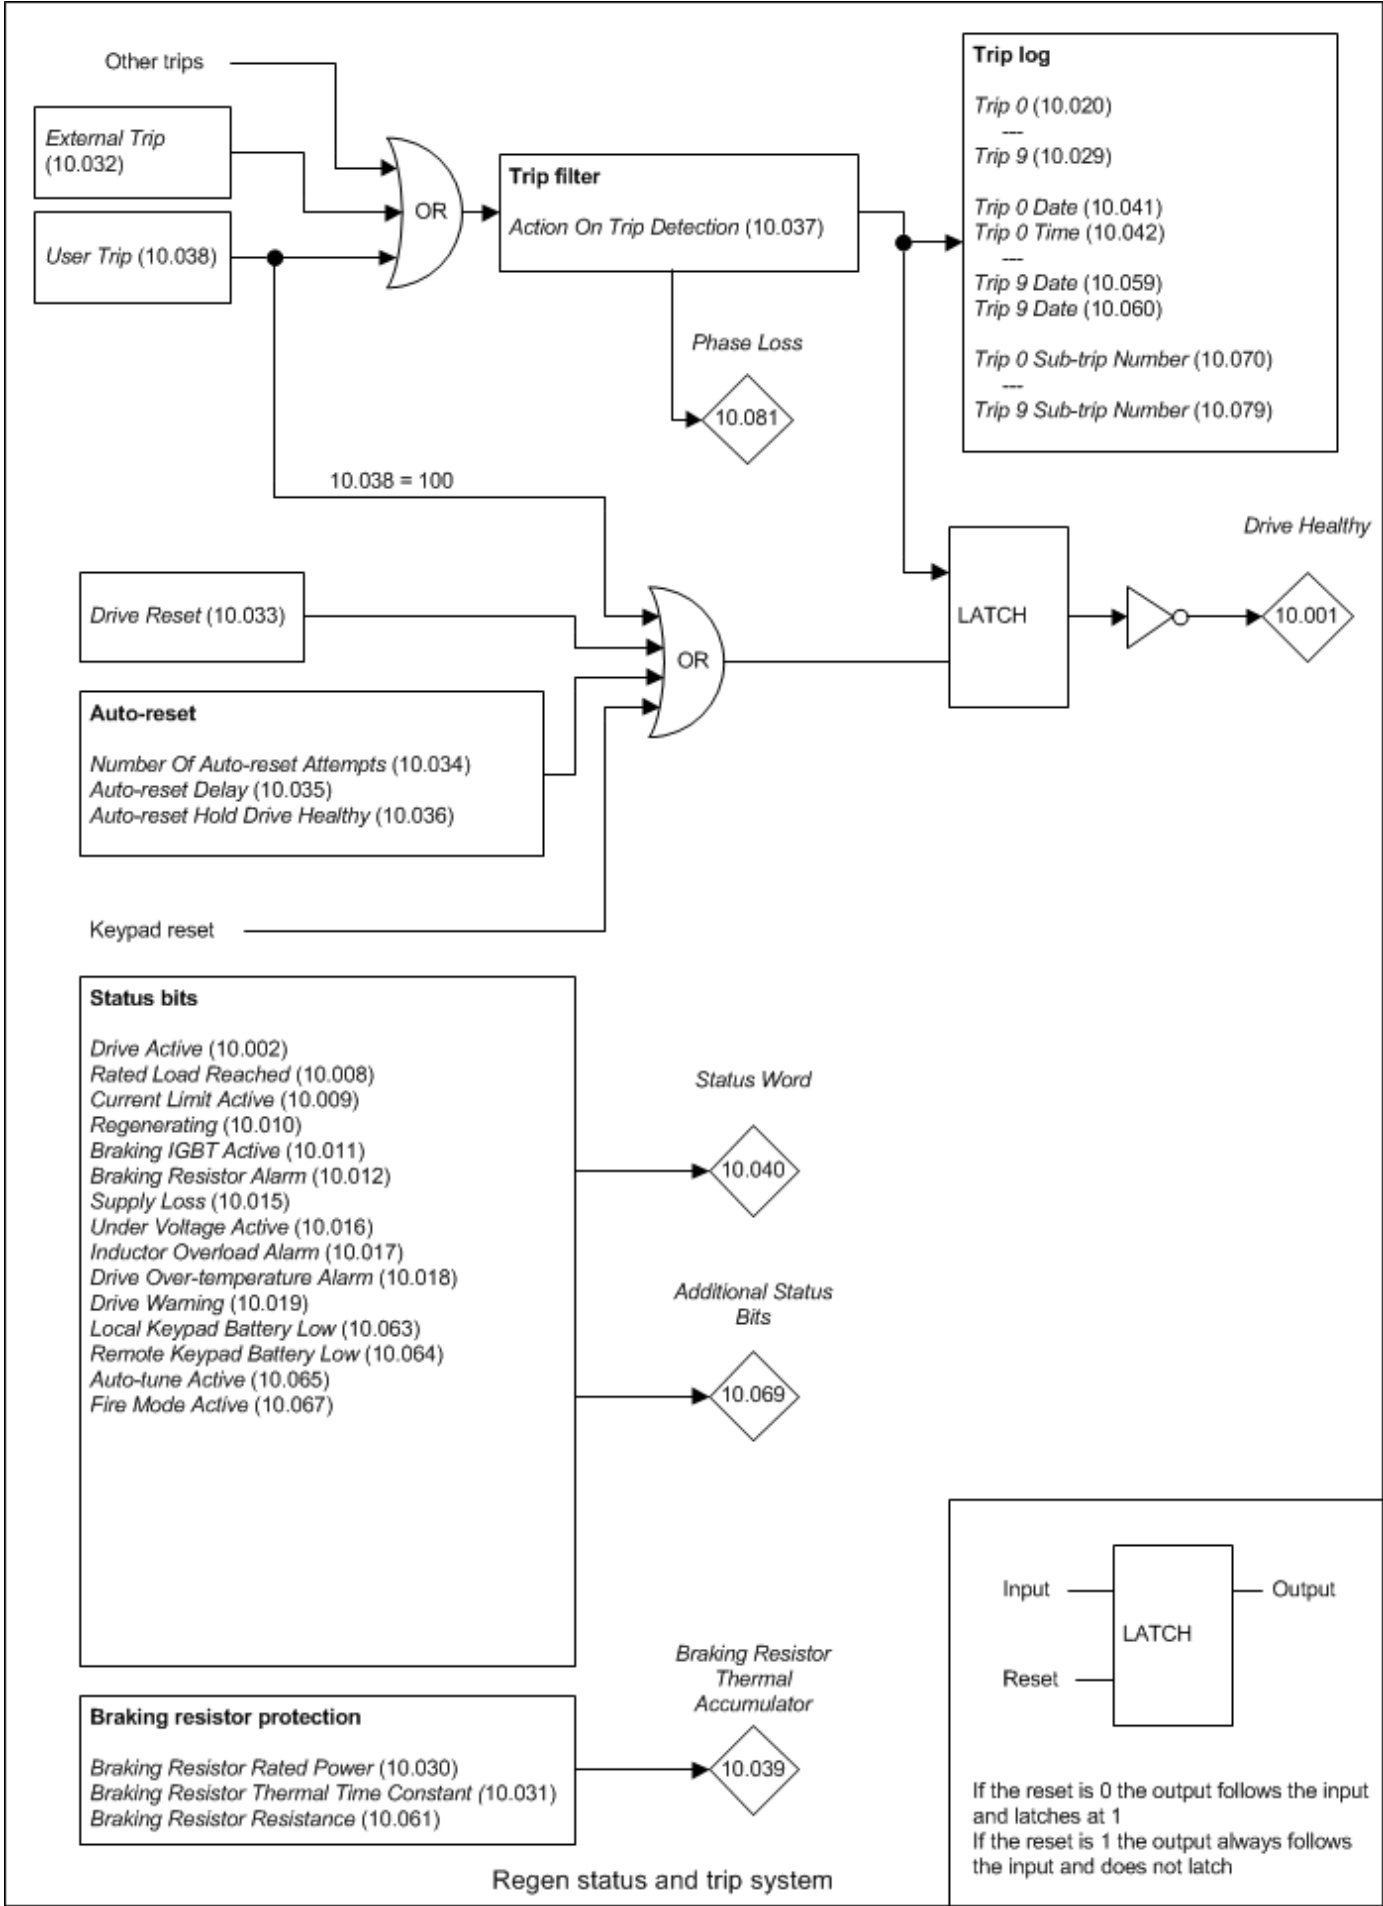 Other trips
External Trip
(10.032)
User Trip (10.038)
OR
Trip filter
Action On Trip Detection (10.037)
Phase Loss
10.081
Trip log
Trip 0 (10.020)
---
Trip 9 (10.029)
Trip 0 Date (10.041)
Trip 0 Time (10.042)
---
Trip 9 Date (10.059)
Trip 9 Date (10.060)
Trip 0 Sub-trip Number (10.070)
---
Trip 9 Sub-trip Number (10.079)
10.038 = 100
Drive Reset (10.033)
Auto-reset
Number Of Auto-reset Attempts (10.034)
Auto-reset Delay (10.035)
Auto-reset Hold Drive Healthy (10.036)
Keypad reset
OR
LATCH
Drive Healthy
10.001
Status bits
Drive Active (10.002)
Rated Load Reached (10.008)
Current Limit Active (10.009)
Regenerating (10.010)
Braking IGBT Active (10.011)
Braking Resistor Alarm (10.012)
Supply Loss (10.015)
Under Voltage Active (10.016)
Inductor Overload Alarm (10.017)
Drive Over-temperature Alarm (10.018)
Drive Warning (10.019)
Local Keypad Battery Low (10.063)
Remote Keypad Battery Low (10.064)
Auto-tune Active (10.065)
Fire Mode Active (10.067)
Status Word
10.040
Additional Status
Bits
10.069
Braking resistor protection
Braking Resistor Rated Power (10.030)
Braking Resistor Thermal Time Constant (10.031)
Braking Resistor Resistance (10.061)
Braking Resistor
Thermal
Accumulator
10.039
Input
Output
LATCH
Reset
If the reset is 0 the output follows the input
and latches at 1
If the reset is 1 the output always follows
the input and does not latch
Regen status and trip system